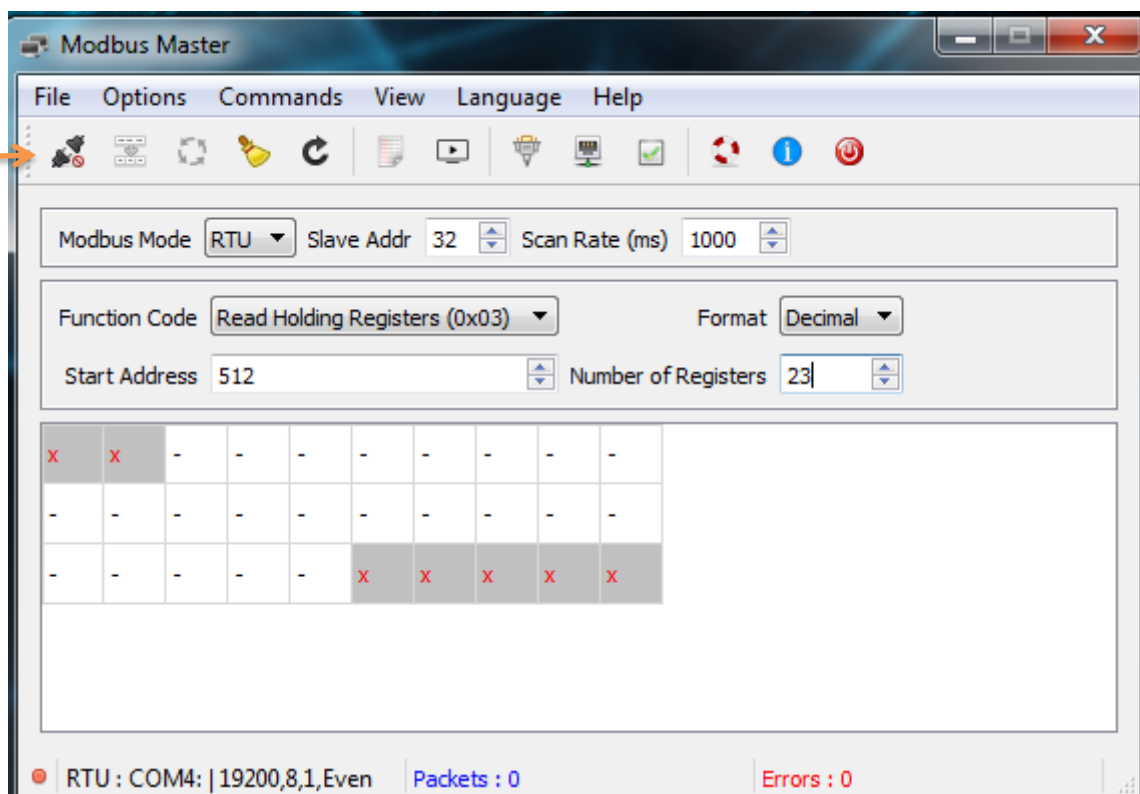 Modbus Master
File Options Commands View Language Help
Modbus Mode RTU Slave Addr 32 Scan Rate (ms) 1000
Function Code Read Holding Registers (0x03) Format Decimal
Start Address 512 Number of Registers 23
x x - - - - - - - -
- - - - - - - - - -
- - - - - x x x x x
RTU : COM4: | 19200,8,1,Even Packets : 0 Errors : 0